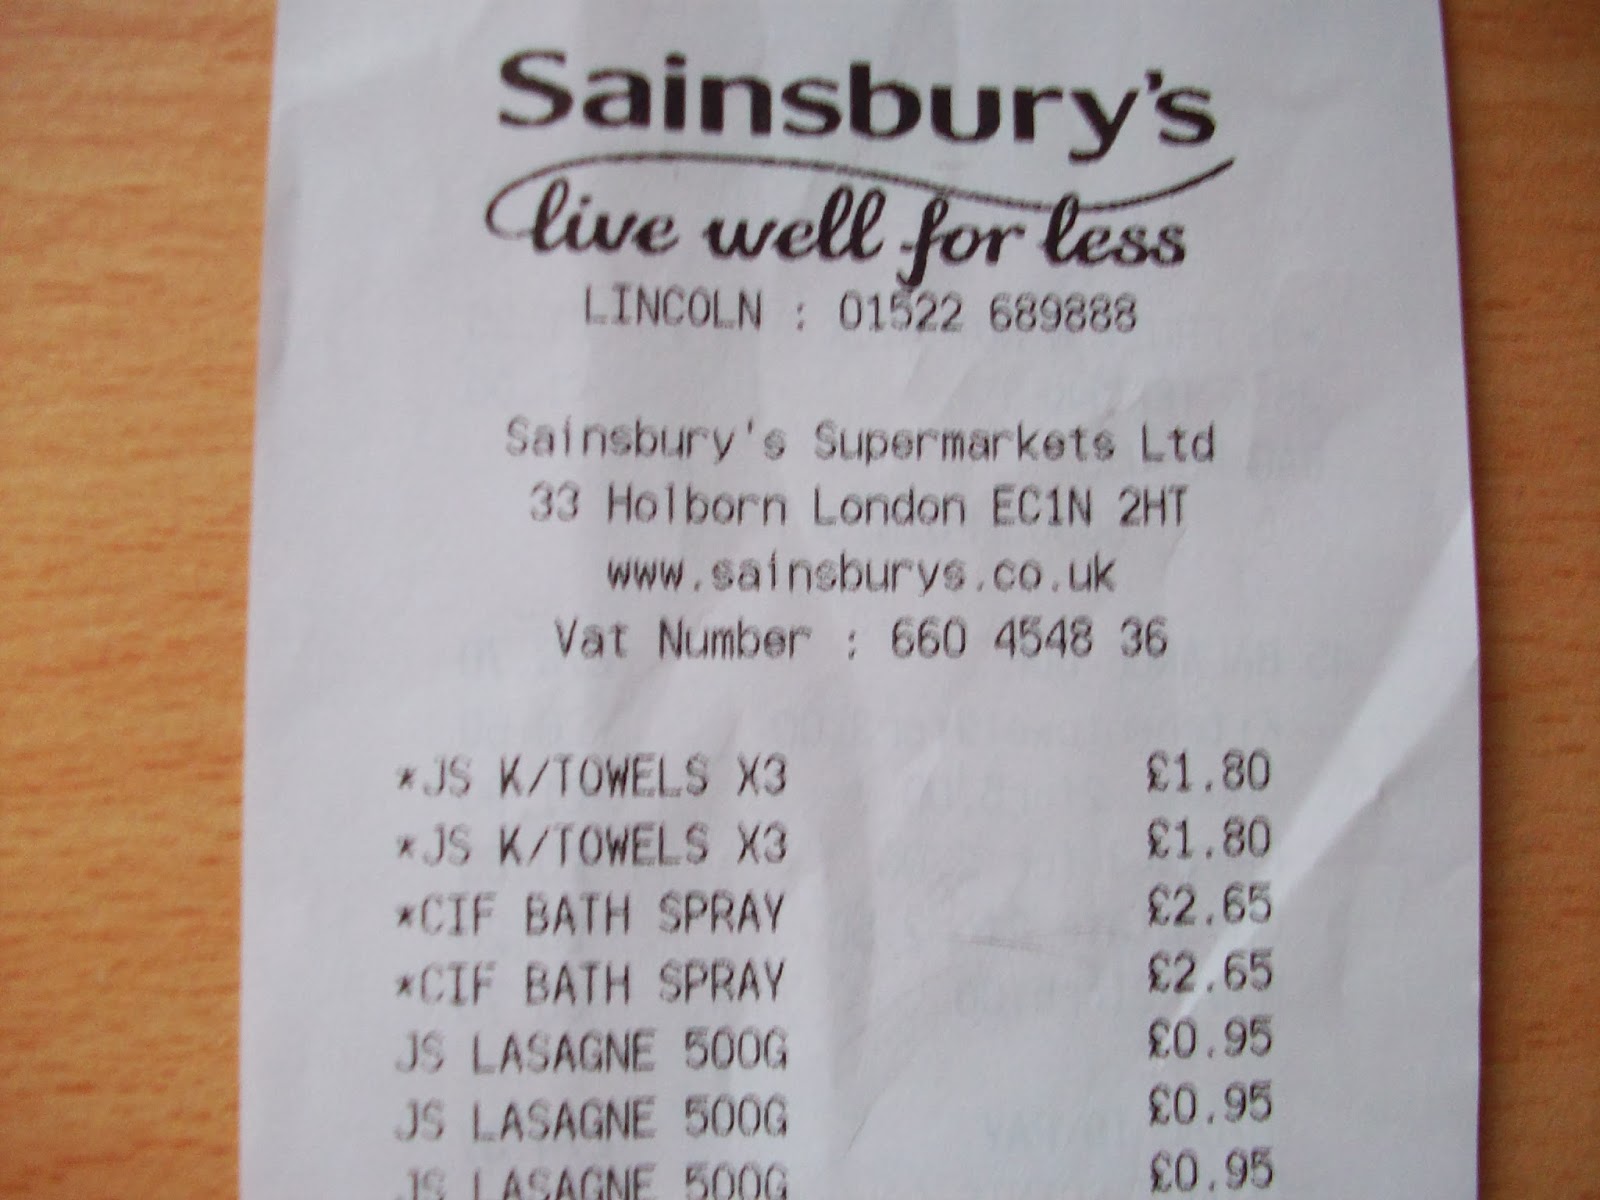 Sainsbury's
live well for less
LINCOLN : 01522 689888
Sainsbury's Supermarkets Ltd
33 Holborn London EC1N 2HT
www.sainsburys.co.uk
Vat Number : 660 4548 36
*JS K/TOWELS X3 £1.80
*JS K/TOWELS X3 £1.80
*CIF BATH SPRAY £2.65
*CIF BATH SPRAY £2.65
JS LASAGNE 500G £0.95
JS LASAGNE 500G £0.95
JS LASAGNE 500G £0.95